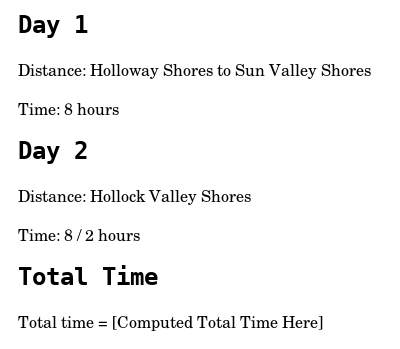 Day 1
Distance: Holloway Shores to Sun Valley Shores
Time: 8 hours
Day 2
Distance: Hollock Valley Shores
Time: 8 / 2 hours
Total Time
Total time = [Computed Total Time Here]